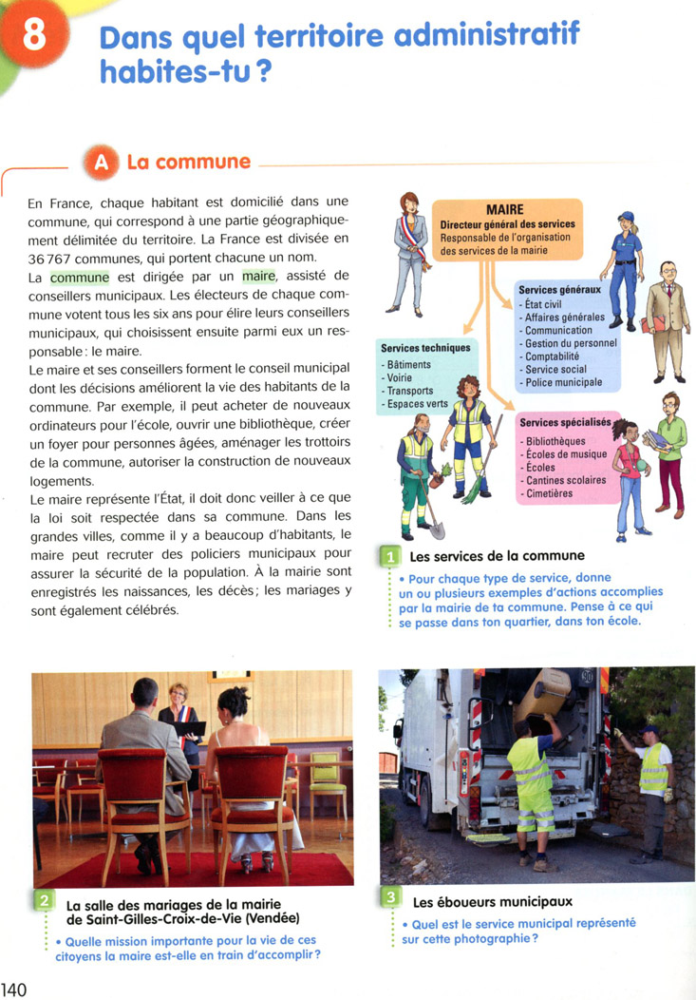 8
Dans quel territoire administratif
habites-tu ?
A La commune
En France, chaque habitant est domicilié dans une
commune, qui correspond à une partie géographique-
ment délimitée du territoire. La France est divisée en
36 767 communes, qui portent chacune un nom.
La commune est dirigée par un maire, assisté de
conseillers municipaux. Les électeurs de chaque com-
mune votent tous les six ans pour élire leurs conseillers
municipaux, qui choisissent ensuite parmi eux un res-
ponsable : le maire.
Le maire et ses conseillers forment le conseil municipal
dont les décisions améliorent la vie des habitants de la
commune. Par exemple, il peut acheter de nouveaux
ordinateurs pour l'école, ouvrir une bibliothèque, créer
un foyer pour personnes âgées, aménager les trottoirs
de la commune, autoriser la construction de nouveaux
logements.
Le maire représente l'État, il doit donc veiller à ce que
la loi soit respectée dans sa commune. Dans les
grandes villes, comme il y a beaucoup d'habitants, le
maire peut recruter des policiers municipaux pour
assurer la sécurité de la population. À la mairie sont
enregistrés les naissances, les décès ; les mariages y
sont également célébrés.
MAIRE
Directeur général des services
Responsable de l'organisation
des services de la mairie
Services généraux
- État civil
- Affaires générales
- Communication
- Gestion du personnel
- Comptabilité
- Service social
- Police municipale
Services techniques
- Bâtiments
- Voirie
- Transports
- Espaces verts
Services spécialisés
- Bibliothèques
- Écoles de musique
- Écoles
- Cantines scolaires
- Cimetières
1 Les services de la commune
• Pour chaque type de service, donne
un ou plusieurs exemples d'actions accomplies
par la mairie de ta commune. Pense à ce qui
se passe dans ton quartier, dans ton école.
2 La salle des mariages de la mairie
de Saint-Gilles-Croix-de-Vie (Vendée)
• Quelle mission importante pour la vie de ces
citoyens la maire est-elle en train d'accomplir ?
3 Les éboueurs municipaux
• Quel est le service municipal représenté
sur cette photographie ?
140